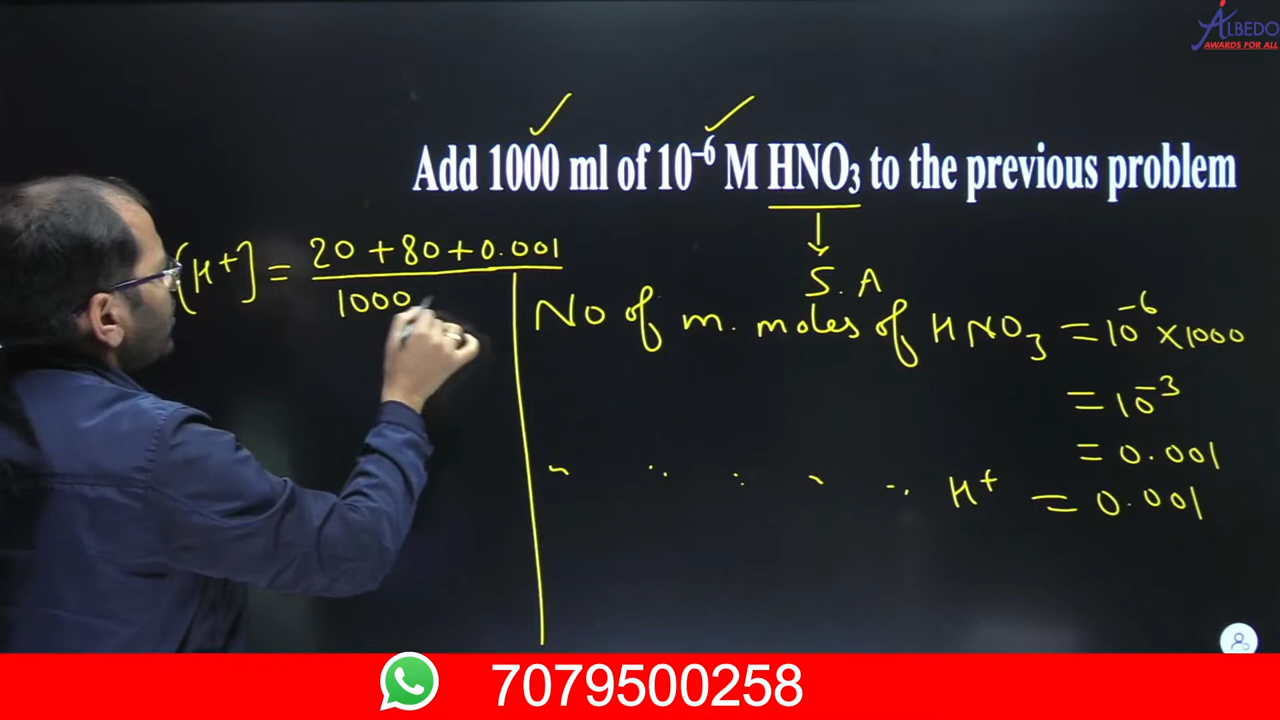 ALBEDO
AWARDS FOR ALL
Add 1000 ml of 10⁻⁶ M HNO₃ to the previous problem
S.A
[H+] = 20 + 80 + 0.001
1000
No of m. moles of HNO₃ = 10⁻⁶ × 1000
= 10⁻³
= 0.001
" " " " " H+ = 0.001
7079500258